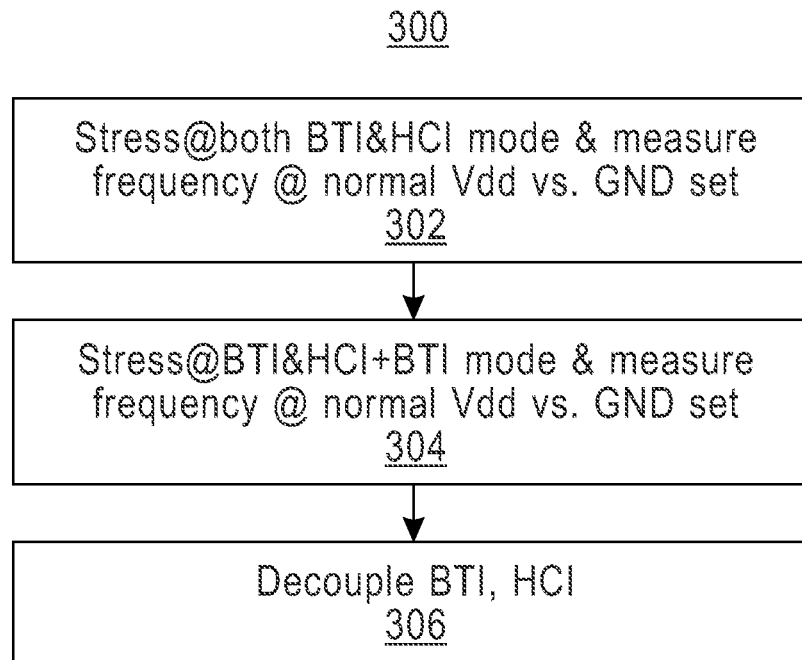 300
Stress@both BTI&HCI mode & measure
frequency @ normal Vdd vs. GND set
302
Stress@BTI&HCI+BTI mode & measure
frequency @ normal Vdd vs. GND set
304
Decouple BTI, HCI
306